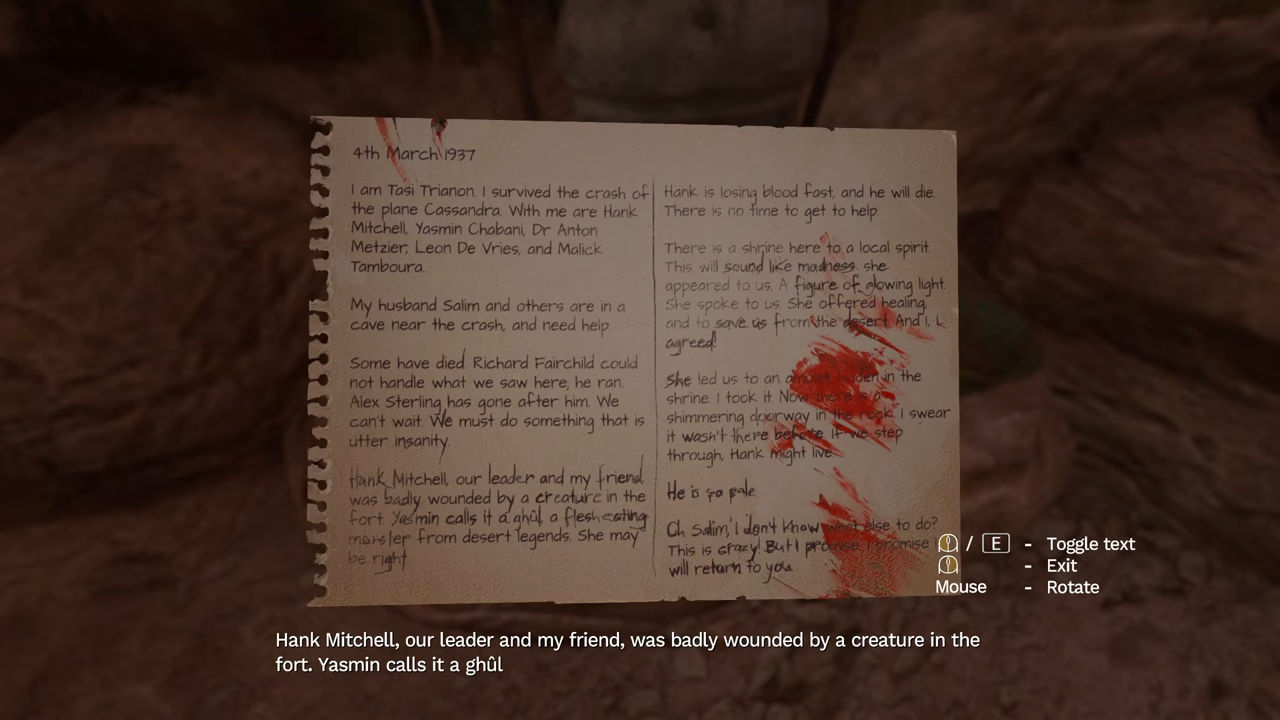 4th March 1937
I am Tasi Trianon. I survived the crash of
the plane Cassandra. With me are Hank
Mitchell, Yasmin Chabani, Dr Anton
Metzier, Leon De Vries, and Malick
Tamboura.
My husband Salim and others are in a
cave near the crash, and need help.
Some have died. Richard Fairchild could
not handle what we saw here; he ran.
Alex Sterling has gone after him. We
can't wait. We must do something that is
utter insanity.
Hank Mitchell, our leader and my friend,
was badly wounded by a creature in the
fort. Yasmin calls it a ghûl, a flesh-eating
monster from desert legends. She may
be right
Hank is losing blood fast, and he will die.
There is no time to get to help.
There is a shrine here to a local spirit.
This will sound like madness. she
appeared to us. A figure of glowing light.
She spoke to us. She offered healing,
and to save us from the desert. And I, I,
agreed!
She led us to an amulet hidden in the
shrine. I took it. Now there is a
shimmering doorway in the rock. I swear
it wasn't there before. If we step
through, Hank might live.
He is so pale.
Oh Salim, I don't know what else to do?
This is crazy! But I promise, I promise I
will return to you.
/ E - Toggle text
- Exit
Mouse - Rotate
Hank Mitchell, our leader and my friend, was badly wounded by a creature in the
fort. Yasmin calls it a ghûl